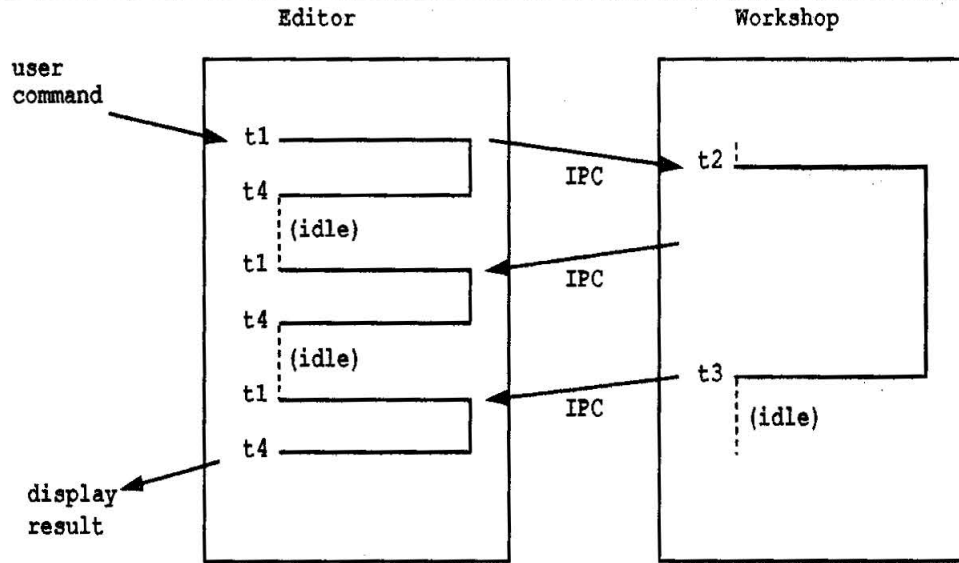 Editor
Workshop
user
command
t1
t2
IPC
t4
(idle)
t1
IPC
t4
(idle)
t1
t3
IPC
(idle)
t4
display
result